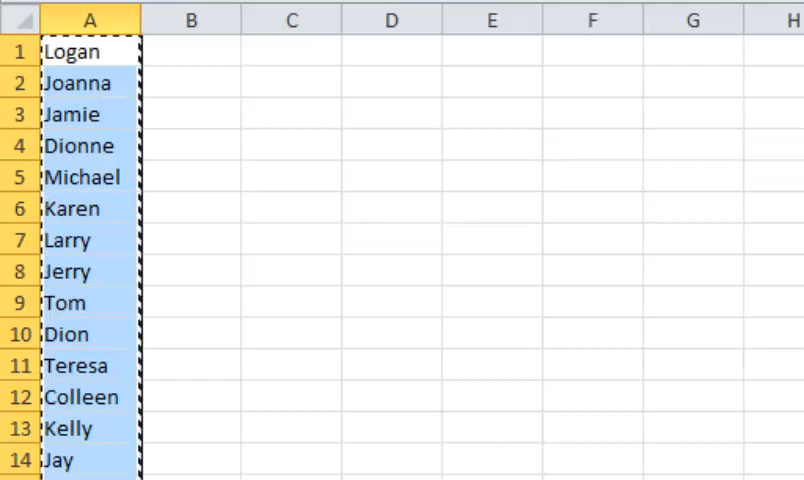 A B C D E F G H
1 Logan
2 Joanna
3 Jamie
4 Dionne
5 Michael
6 Karen
7 Larry
8 Jerry
9 Tom
10 Dion
11 Teresa
12 Colleen
13 Kelly
14 Jay